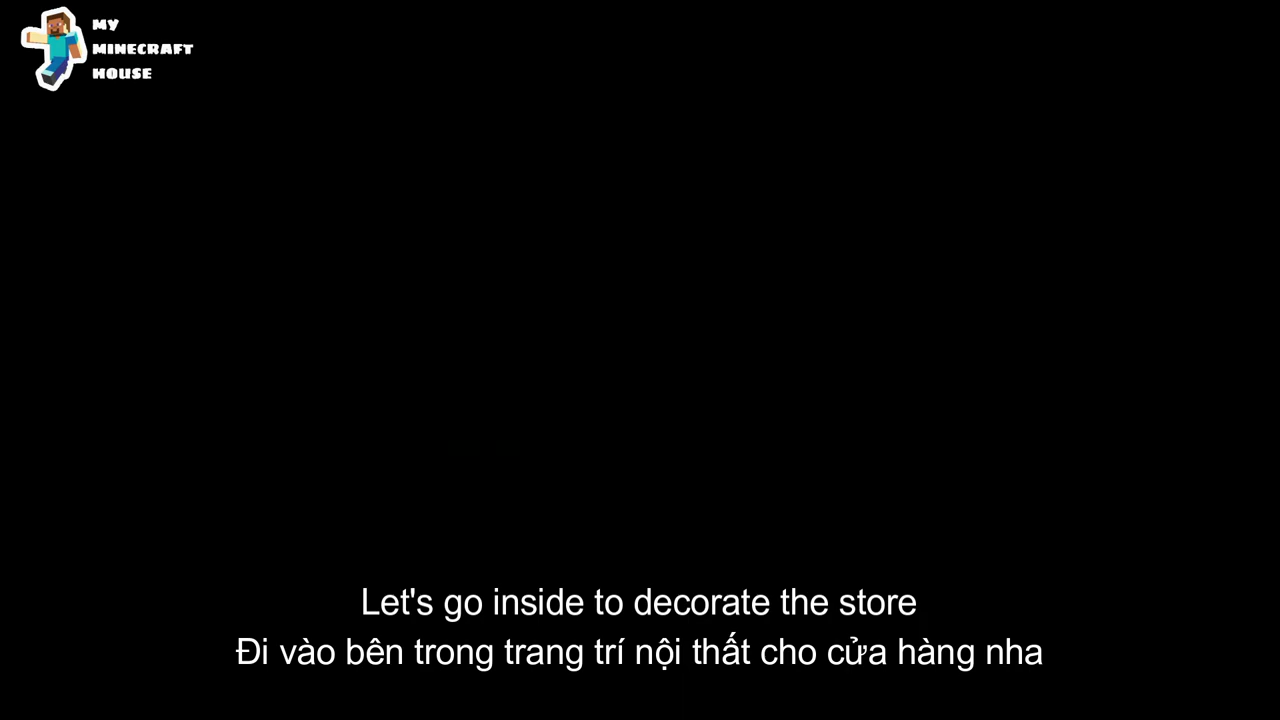 MY
MINECRAFT
HOUSE
Let's go inside to decorate the store
Đi vào bên trong trang trí nội thất cho cửa hàng nha